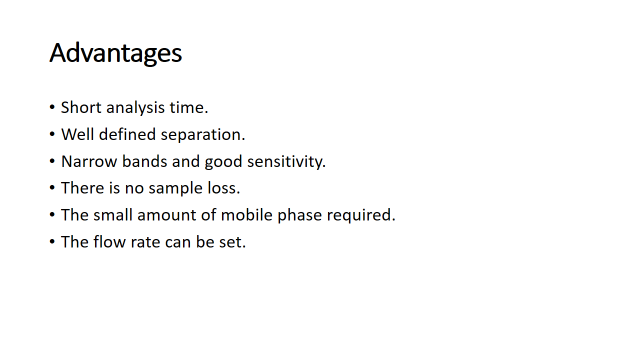 Advantages
• Short analysis time.
• Well defined separation.
• Narrow bands and good sensitivity.
• There is no sample loss.
• The small amount of mobile phase required.
• The flow rate can be set.